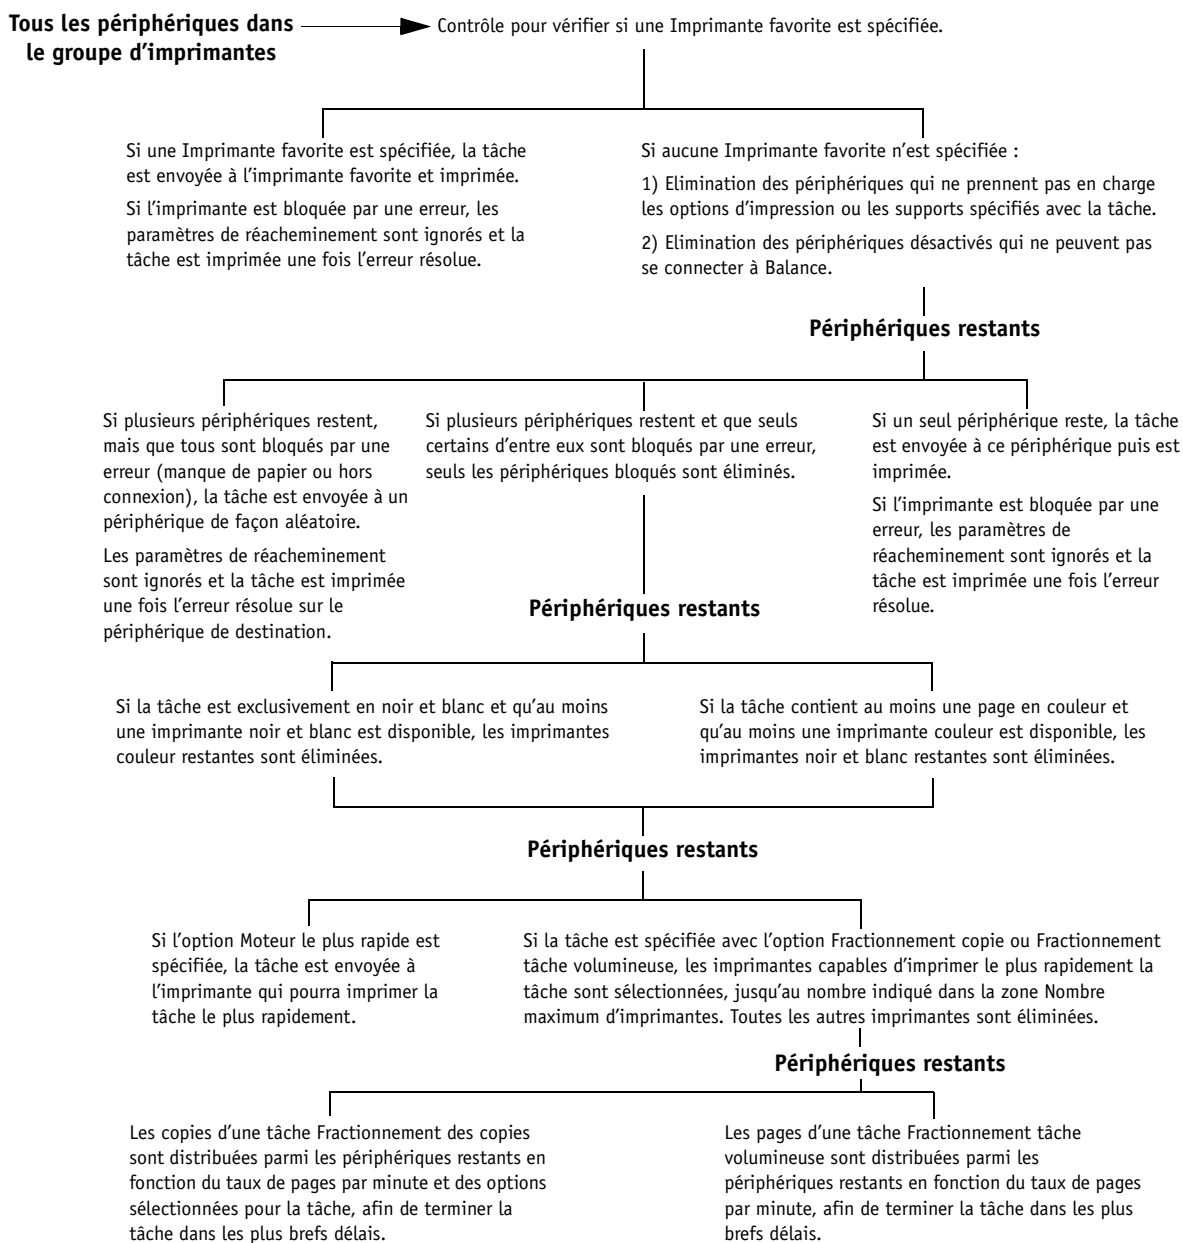 Tous les périphériques dans
le groupe d'imprimantes
Contrôle pour vérifier si une Imprimante favorite est spécifiée.
Si une Imprimante favorite est spécifiée, la tâche
est envoyée à l'imprimante favorite et imprimée.
Si l'imprimante est bloquée par une erreur, les
paramètres de réacheminement sont ignorés et la
tâche est imprimée une fois l'erreur résolue.
Si aucune Imprimante favorite n'est spécifiée :
1) Elimination des périphériques qui ne prennent pas en charge
les options d'impression ou les supports spécifiés avec la tâche.
2) Elimination des périphériques désactivés qui ne peuvent pas
se connecter à Balance.
Périphériques restants
Si plusieurs périphériques restent,
mais que tous sont bloqués par une
erreur (manque de papier ou hors
connexion), la tâche est envoyée à un
périphérique de façon aléatoire.
Les paramètres de réacheminement
sont ignorés et la tâche est imprimée
une fois l'erreur résolue sur le
périphérique de destination.
Si plusieurs périphériques restent et que seuls
certains d'entre eux sont bloqués par une erreur,
seuls les périphériques bloqués sont éliminés.
Si un seul périphérique reste, la tâche
est envoyée à ce périphérique puis est
imprimée.
Si l'imprimante est bloquée par une
erreur, les paramètres de
réacheminement sont ignorés et la
tâche est imprimée une fois l'erreur
résolue.
Périphériques restants
Si la tâche est exclusivement en noir et blanc et qu'au moins
une imprimante noir et blanc est disponible, les imprimantes
couleur restantes sont éliminées.
Si la tâche contient au moins une page en couleur et
qu'au moins une imprimante couleur est disponible, les
imprimantes noir et blanc restantes sont éliminées.
Périphériques restants
Si l'option Moteur le plus rapide est
spécifiée, la tâche est envoyée à
l'imprimante qui pourra imprimer la
tâche le plus rapidement.
Si la tâche est spécifiée avec l'option Fractionnement copie ou Fractionnement
tâche volumineuse, les imprimantes capables d'imprimer le plus rapidement la
tâche sont sélectionnées, jusqu'au nombre indiqué dans la zone Nombre
maximum d'imprimantes. Toutes les autres imprimantes sont éliminées.
Périphériques restants
Les copies d'une tâche Fractionnement des copies
sont distribuées parmi les périphériques restants en
fonction du taux de pages par minute et des options
sélectionnées pour la tâche, afin de terminer la
tâche dans les plus brefs délais.
Les pages d'une tâche Fractionnement tâche
volumineuse sont distribuées parmi les
périphériques restants en fonction du taux de pages
par minute, afin de terminer la tâche dans les plus
brefs délais.